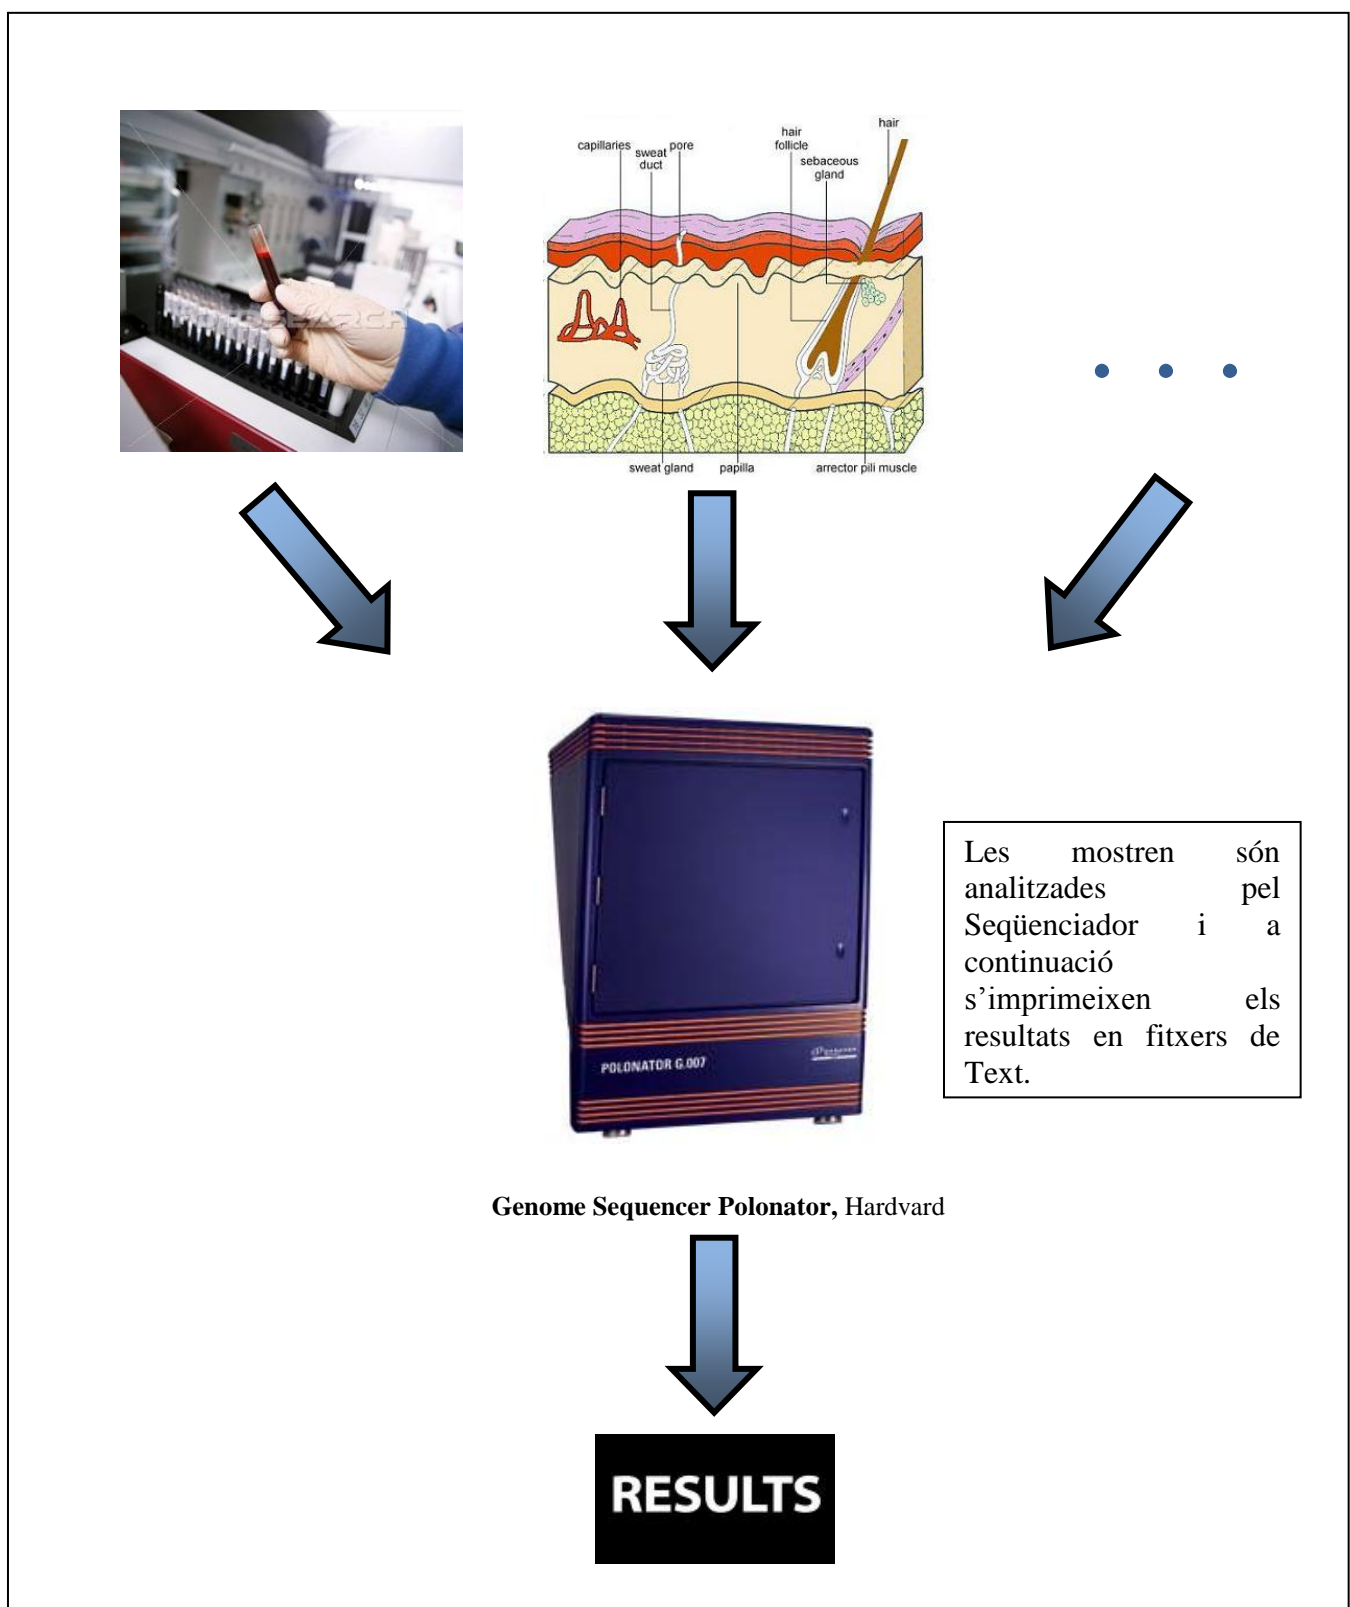 hair
hair
follicle
capillaries
sweat
duct
pore
sebaceous
gland
sweat gland
papilla
arrector pili muscle
Les mostren són
analitzades pel
Seqüenciador i a
continuació
s’imprimeixen els
resultats en fitxers de
Text.
POLONATOR G.007
Genome Sequencer Polonator, Hardvard
RESULTS